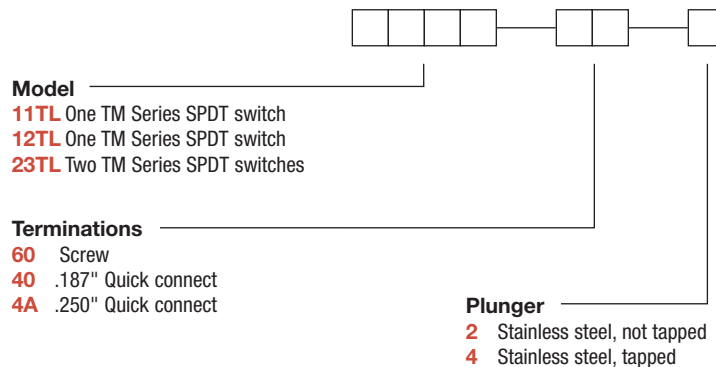 Model
11TL One TM Series SPDT switch
12TL One TM Series SPDT switch
23TL Two TM Series SPDT switches
Terminations
60 Screw
40 .187" Quick connect
4A .250" Quick connect
Plunger
2 Stainless steel, not tapped
4 Stainless steel, tapped